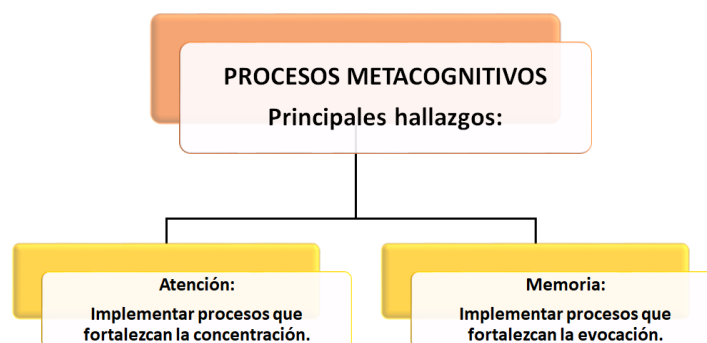 PROCESOS METACOGNITIVOS
Principales hallazgos:
Atención:
Implementar procesos que
fortalezcan la concentración.
Memoria:
Implementar procesos que
fortalezcan la evocación.